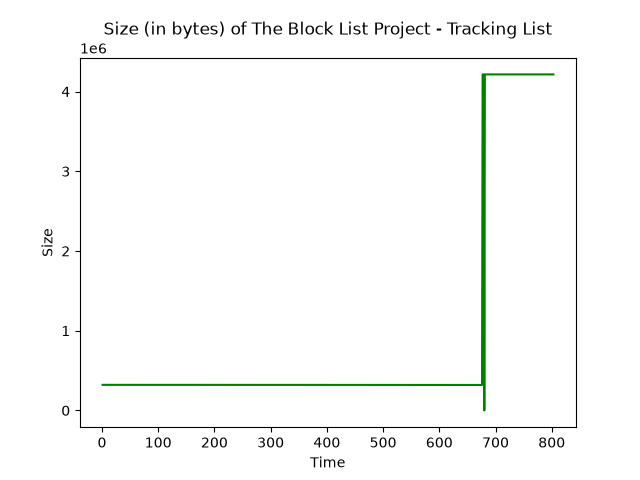 Size (in bytes) of The Block List Project - Tracking List
1e6
4
3
2
1
0
Size
0 100 200 300 400 500 600 700 800
Time